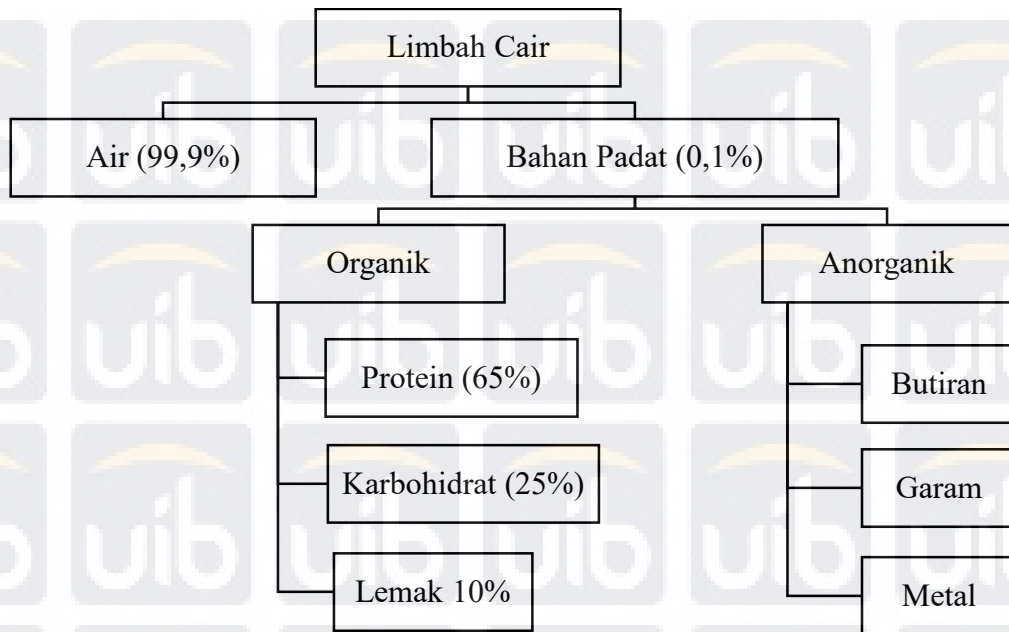 Limbah Cair
Air (99,9%)
Bahan Padat (0,1%)
Organik
Anorganik
Protein (65%)
Butiran
Karbohidrat (25%)
Garam
Lemak 10%
Metal
uib